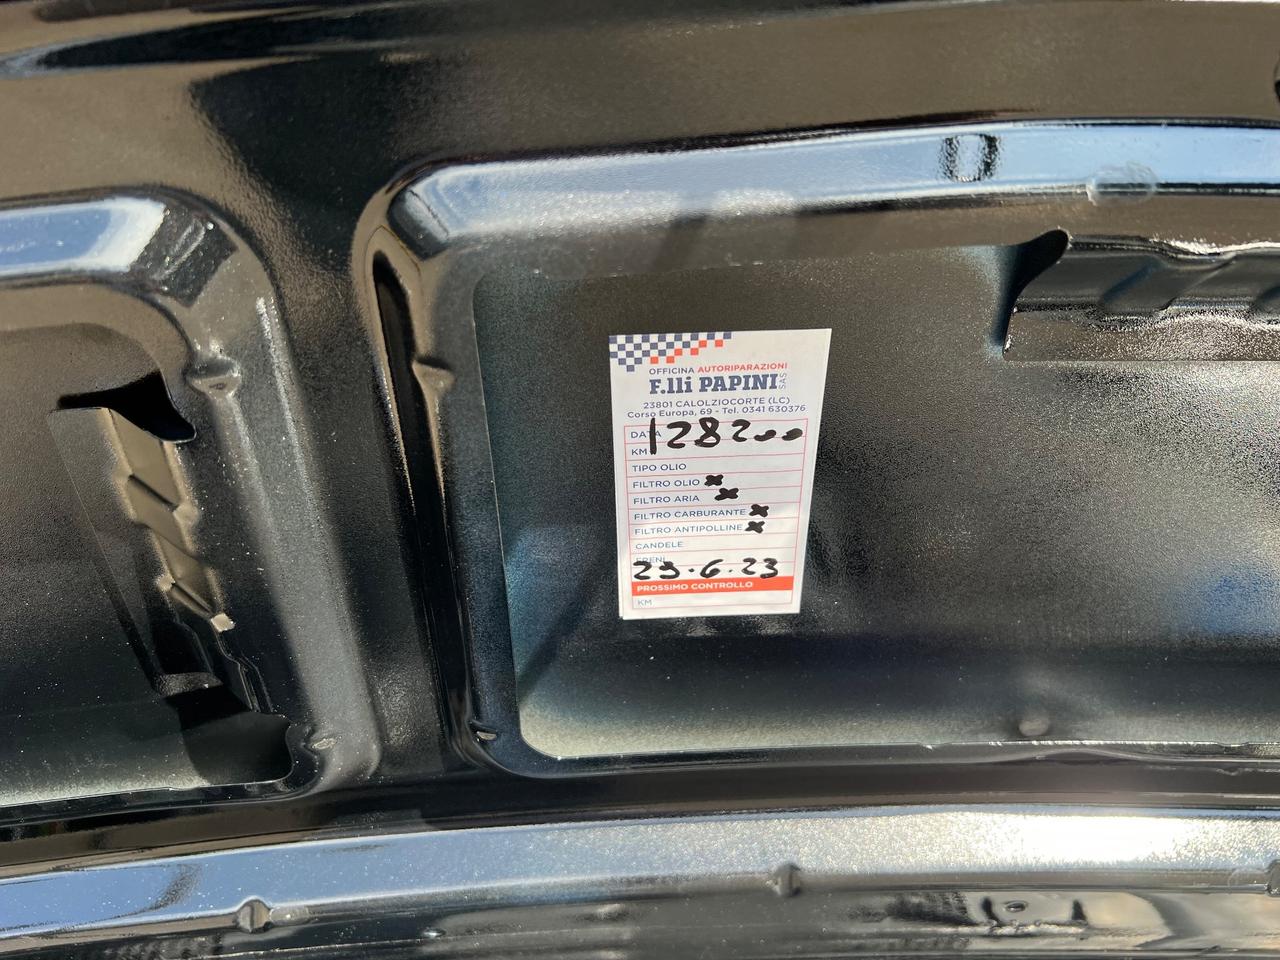 OFFICINA AUTORIPARAZIONI
F.lli PAPINI SAS
23801 CALOLZIOCORTE (LC)
Corso Europa, 69 - Tel. 0341 630376
DATA
KM 128200
TIPO OLIO
FILTRO OLIO x
FILTRO ARIA x
FILTRO CARBURANTE x
FILTRO ANTIPOLLINE x
CANDELE
FRENI
23.6.23
PROSSIMO CONTROLLO
KM